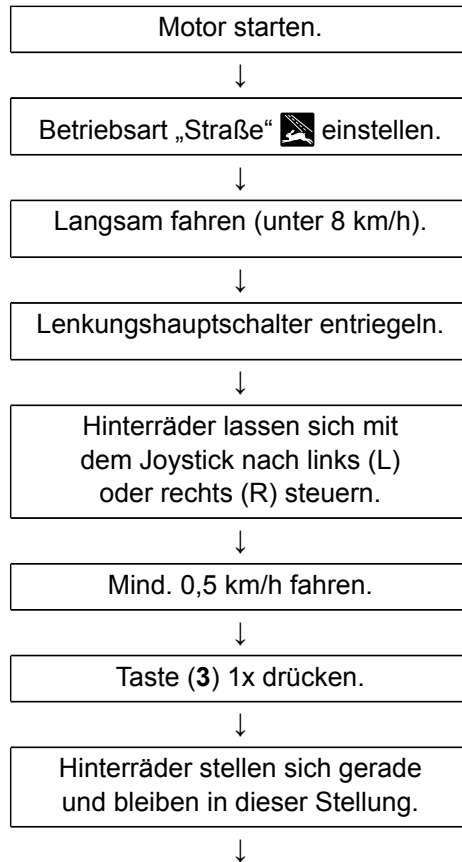 Motor starten.
↓
Betriebsart „Straße“ einstellen.
↓
Langsam fahren (unter 8 km/h).
↓
Lenkungshauptschalter entriegeln.
↓
Hinterräder lassen sich mit
dem Joystick nach links (L)
oder rechts (R) steuern.
↓
Mind. 0,5 km/h fahren.
↓
Taste (3) 1x drücken.
↓
Hinterräder stellen sich gerade
und bleiben in dieser Stellung.
↓